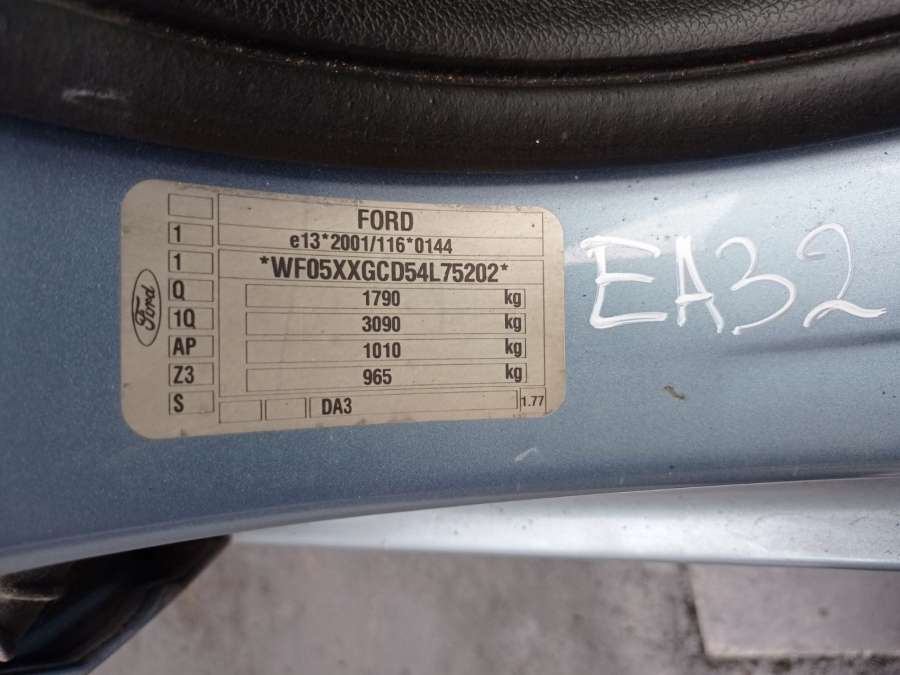 FORD
e13*2001/116*0144
*WF05XXGCD54L75202*
1
1
Q
1Q
AP
Z3
S
1790 kg
3090 kg
1010 kg
965 kg
DA3
1.77
Ford
EA32